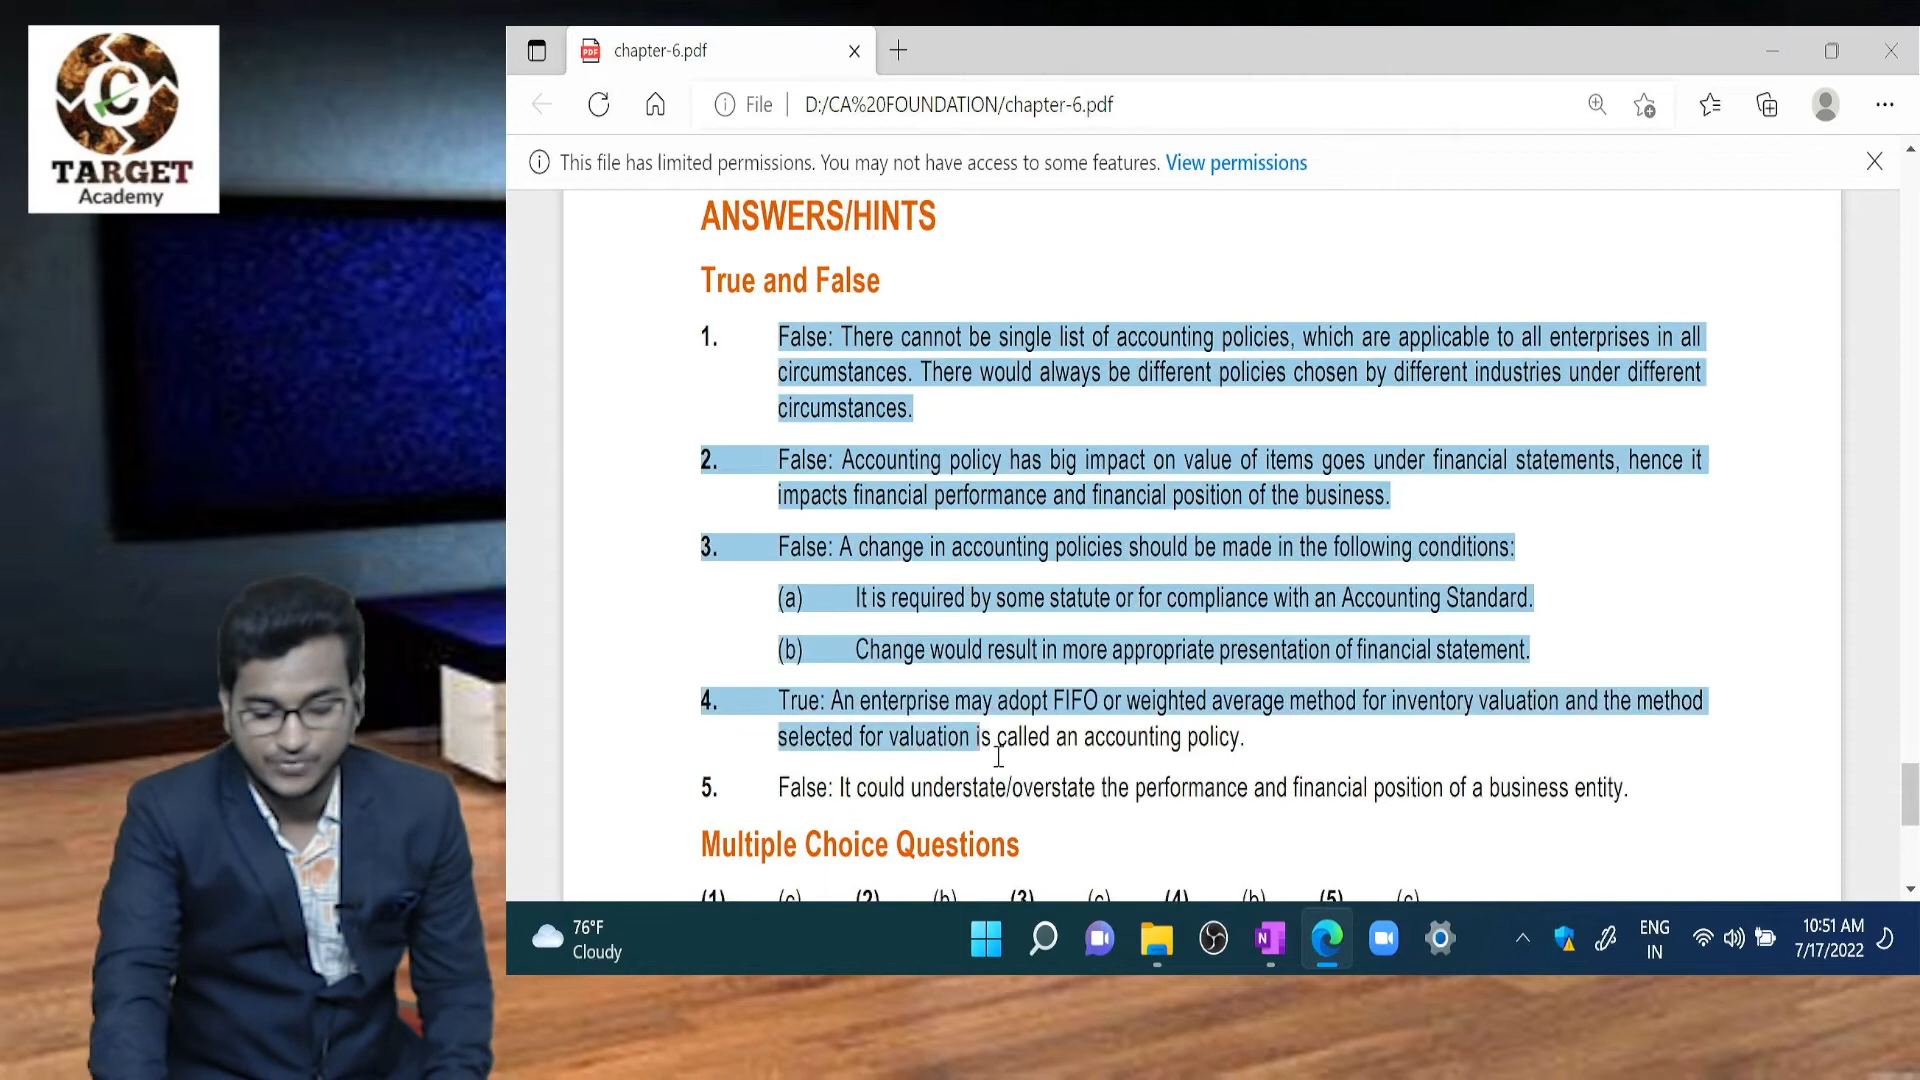 C
TARGET
Academy
chapter-6.pdf
File
D:/CA%20FOUNDATION/chapter-6.pdf
This file has limited permissions. You may not have access to some features. View permissions
ANSWERS/HINTS
True and False
1. False: There cannot be single list of accounting policies, which are applicable to all enterprises in all
circumstances. There would always be different policies chosen by different industries under different
circumstances.
2. False: Accounting policy has big impact on value of items goes under financial statements, hence it
impacts financial performance and financial position of the business.
3. False: A change in accounting policies should be made in the following conditions:
(a) It is required by some statute or for compliance with an Accounting Standard.
(b) Change would result in more appropriate presentation of financial statement.
4. True: An enterprise may adopt FIFO or weighted average method for inventory valuation and the method
selected for valuation is called an accounting policy.
5. False: It could understate/overstate the performance and financial position of a business entity.
Multiple Choice Questions
(1) (c) (2) (b) (3) (c) (4) (b) (5) (c)
76°F
Cloudy
ENG
IN
10:51 AM
7/17/2022